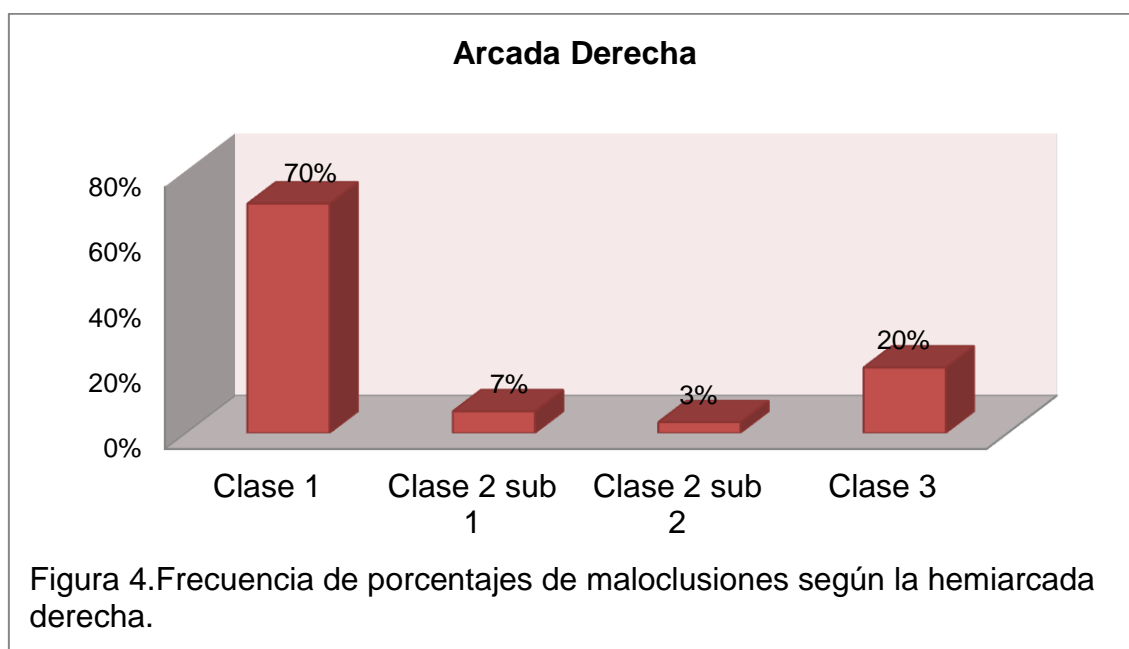 Arcada Derecha
80%
60%
40%
20%
0%
70%
7%
3%
20%
Clase 1
Clase 2 sub
1
Clase 2 sub
2
Clase 3
Figura 4.Frecuencia de porcentajes de maloclusiones según la hemiarcada
derecha.